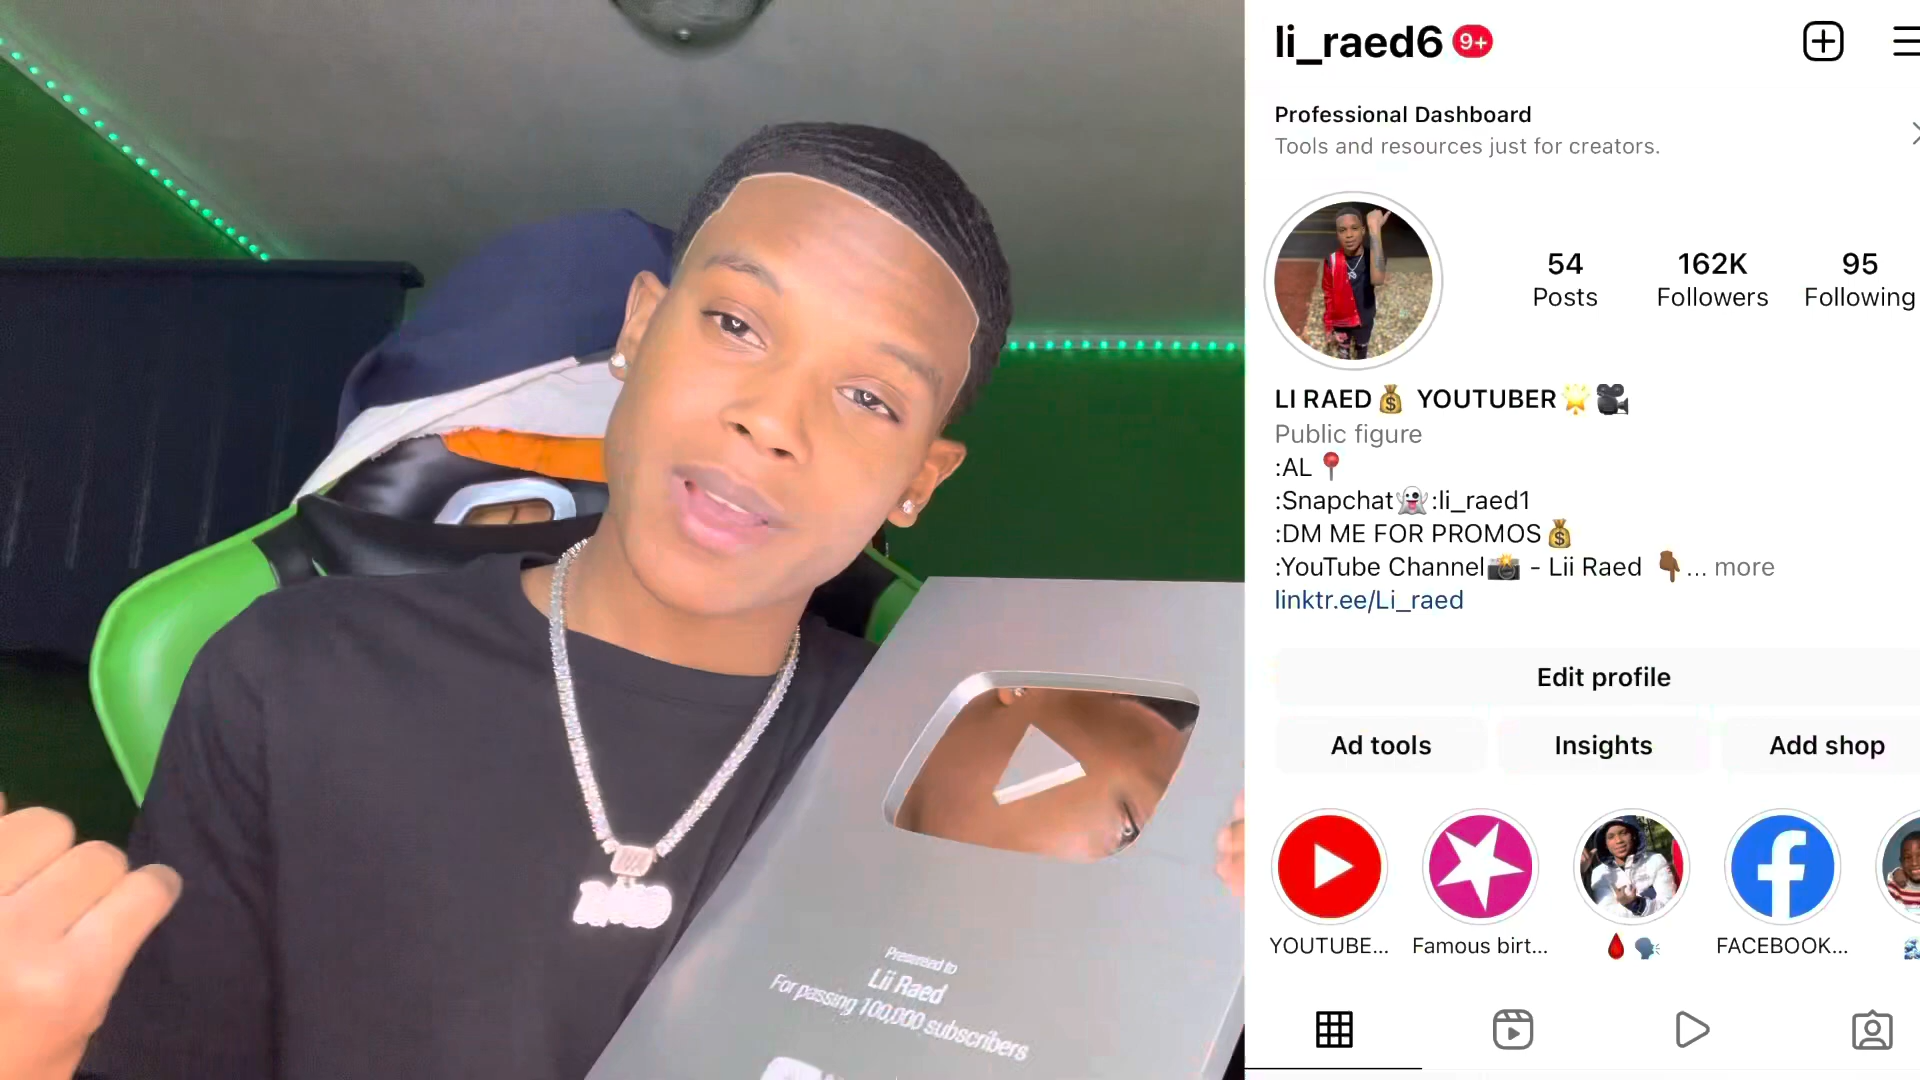 Presented to
Lii Raed
For passing 100,000 subscribers
li_raed6 9+
Professional Dashboard
Tools and resources just for creators.
54 162K 95
Posts Followers Following
LI RAED💰 YOUTUBER🌟🎥
Public figure
:AL📍
:Snapchat👻:li_raed1
:DM ME FOR PROMOS💰
:YouTube Channel📸 - Lii Raed 👇🏾... more
linktr.ee/Li_raed
Edit profile
Ad tools Insights Add shop
YOUTUBE... Famous birt... 🩸🗣️ FACEBOOK...